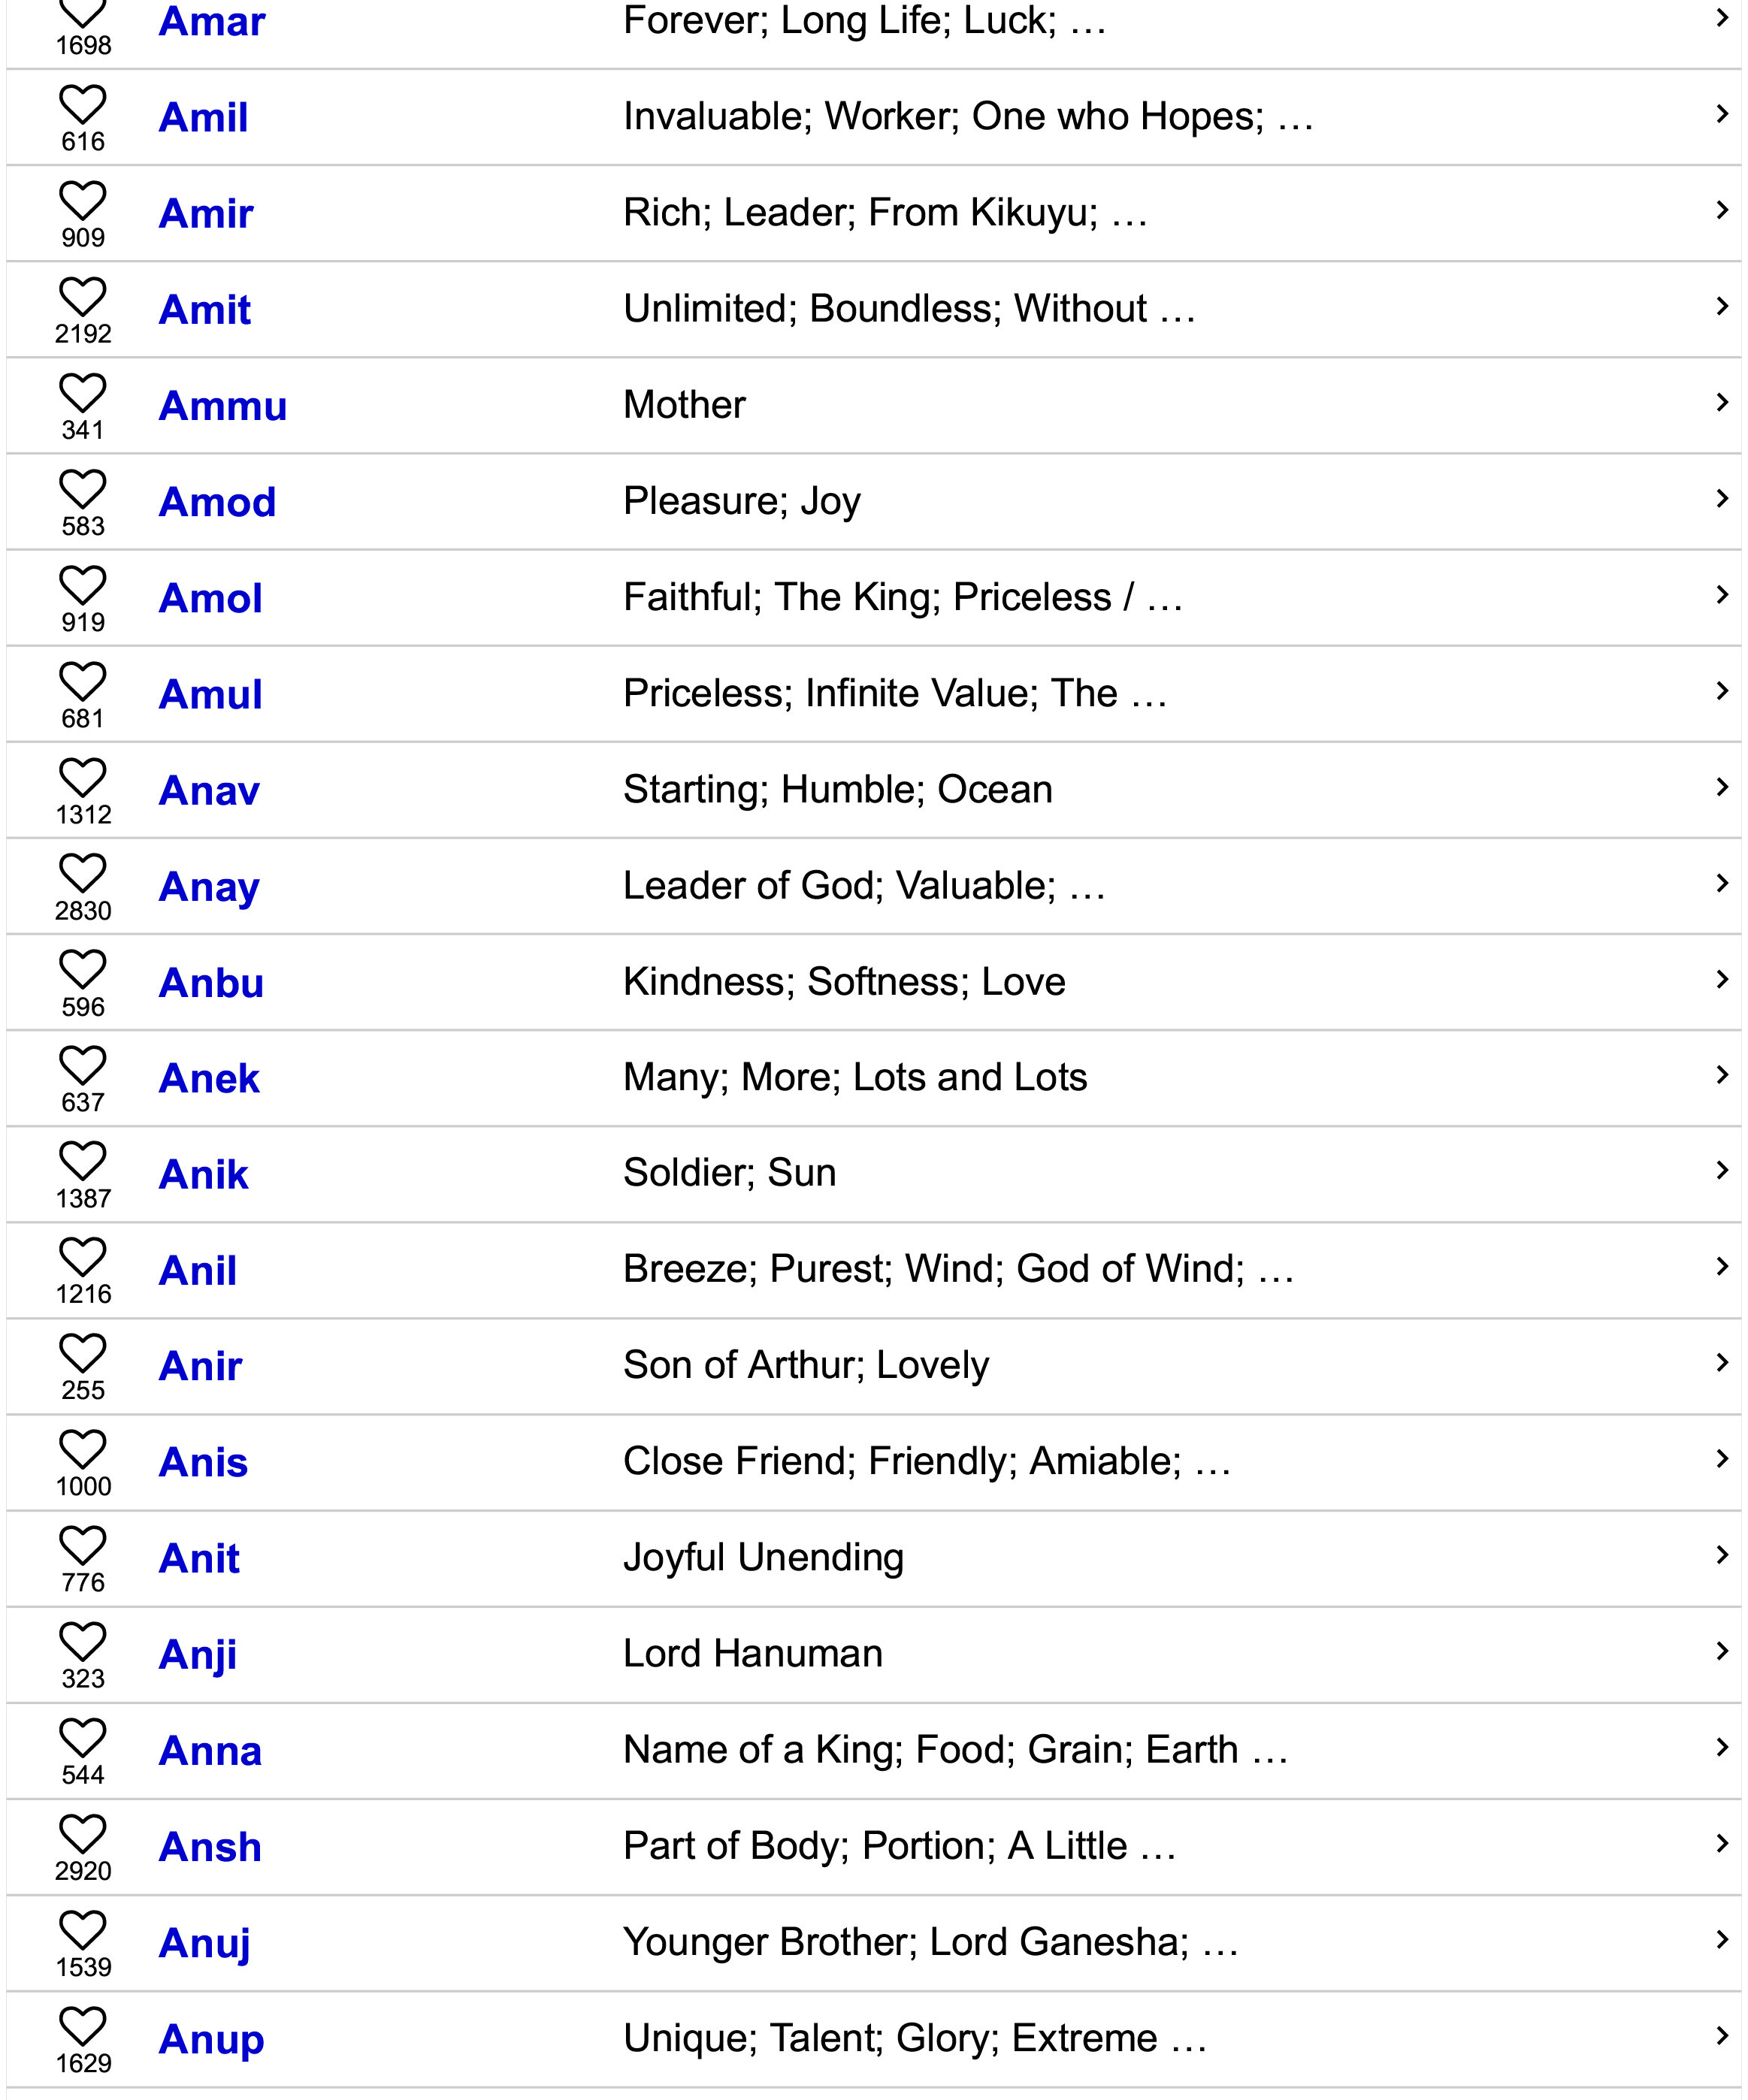 Amar Forever; Long Life; Luck; …
1698
Amil Invaluable; Worker; One who Hopes; …
616
Amir Rich; Leader; From Kikuyu; …
909
Amit Unlimited; Boundless; Without …
2192
Ammu Mother
341
Amod Pleasure; Joy
583
Amol Faithful; The King; Priceless / …
919
Amul Priceless; Infinite Value; The …
681
Anav Starting; Humble; Ocean
1312
Anay Leader of God; Valuable; …
2830
Anbu Kindness; Softness; Love
596
Anek Many; More; Lots and Lots
637
Anik Soldier; Sun
1387
Anil Breeze; Purest; Wind; God of Wind; …
1216
Anir Son of Arthur; Lovely
255
Anis Close Friend; Friendly; Amiable; …
1000
Anit Joyful Unending
776
Anji Lord Hanuman
323
Anna Name of a King; Food; Grain; Earth …
544
Ansh Part of Body; Portion; A Little …
2920
Anuj Younger Brother; Lord Ganesha; …
1539
Anup Unique; Talent; Glory; Extreme …
1629